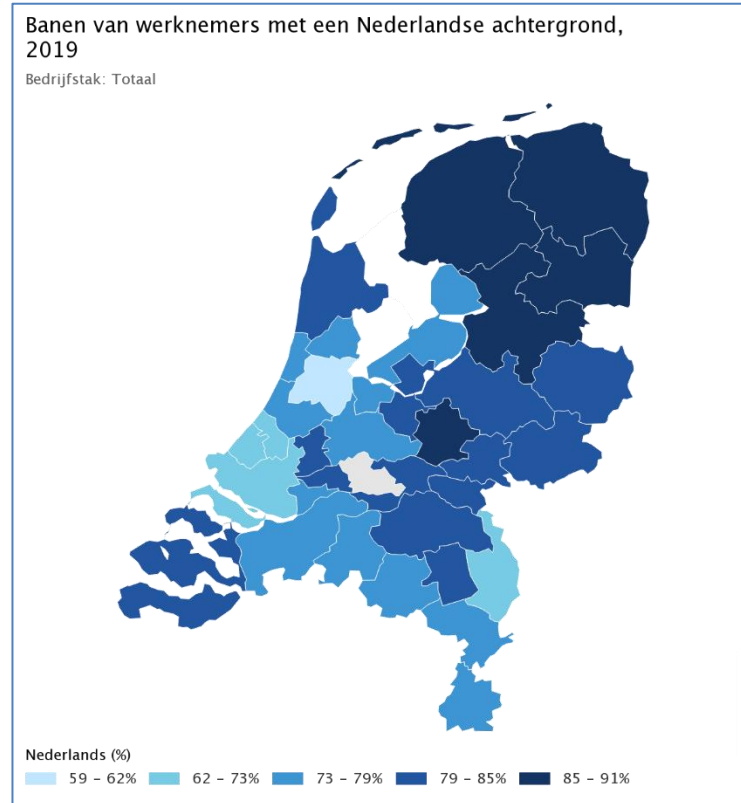 Banen van werknemers met een Nederlandse achtergrond,
2019
Bedrijfstak: Totaal
Nederlands (%)
59 – 62% 62 – 73% 73 – 79% 79 – 85% 85 – 91%